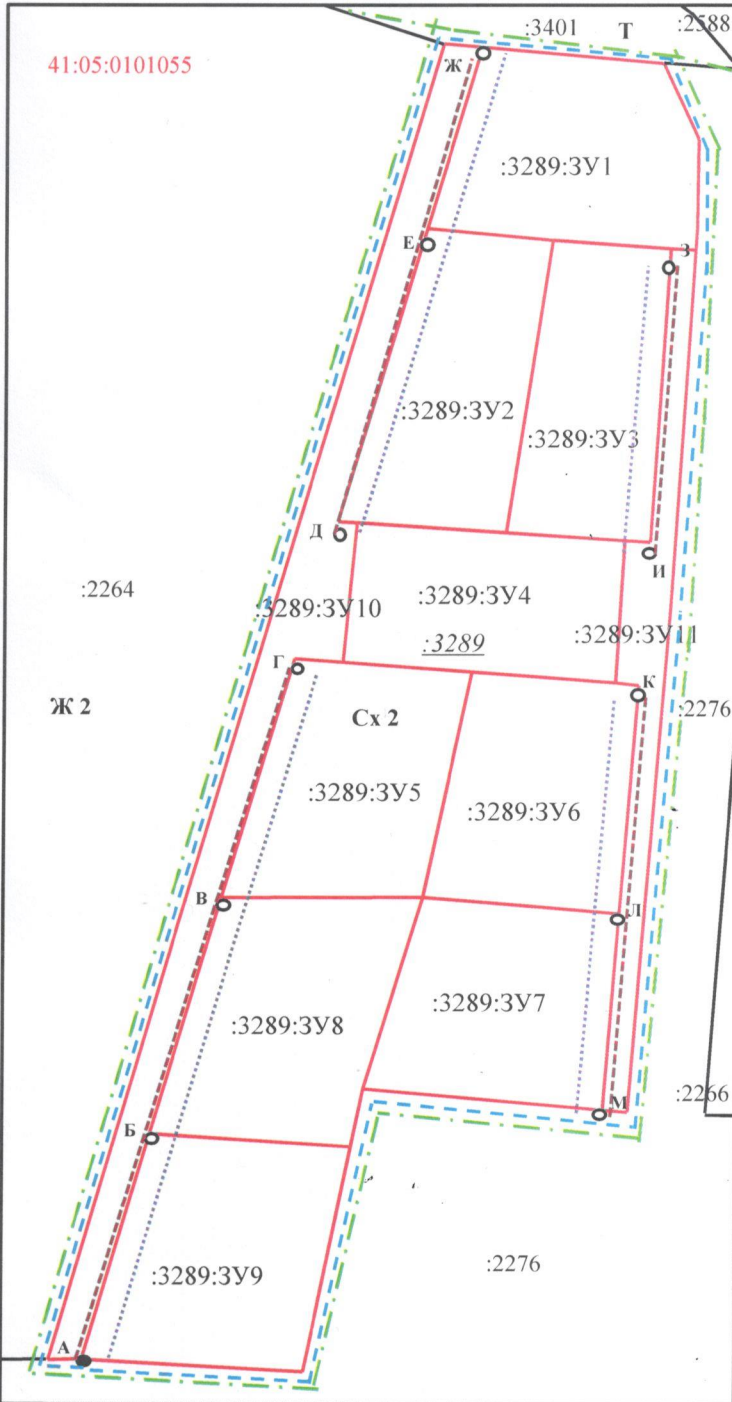 :3401
Т
:2588
41:05:0101055
Ж
:3289:ЗУ1
Е
З
:3289:ЗУ2
:3289:ЗУ3
Д
И
:2264
:3289:ЗУ10
:3289:ЗУ4
:3289:ЗУ11
:3289
Г
К
Ж 2
Сх 2
:2276
:3289:ЗУ5
:3289:ЗУ6
В
Л
:3289:ЗУ7
:3289:ЗУ8
:2266
М
Б
:2276
:3289:ЗУ9
А